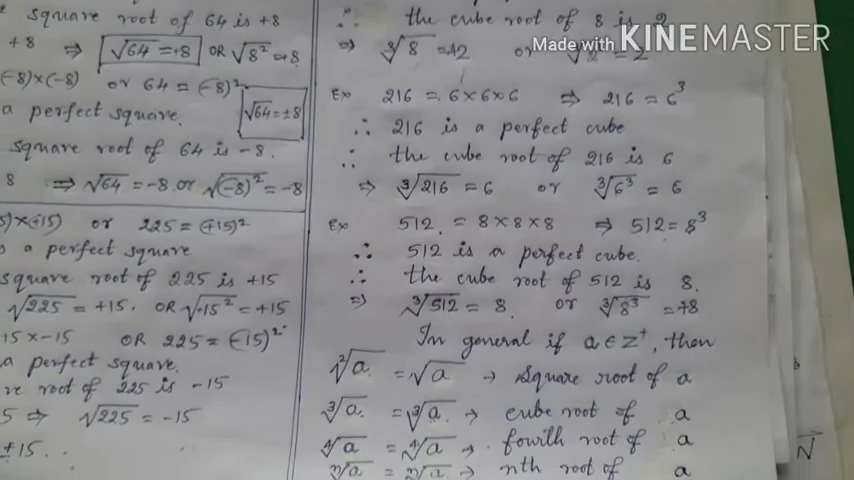 square root of 64 is +8
+8 ⇒ √64 = +8 OR √8² = +8
(-8)×(-8) or 64 = (-8)²
a perfect square.
√64 = ±8
square root of 64 is -8.
8 ⇒ √64 = -8 or √(-8)² = -8
5)×(+15) or 225 = (+15)²
a perfect square
square root of 225 is +15
√225 = +15. OR √+15² = +15
15 × -15 OR 225 = (-15)²
a perfect square.
root of 225 is -15
5 ⇒ √225 = -15
±15.
∴ the cube root of 8 is 2
⇒ ∛8 = +2 or = 2
Made with KINEMASTER
Ex 216 = 6×6×6 ⇒ 216 = 6³
∴ 216 is a perfect cube
∴ the cube root of 216 is 6
⇒ ∛216 = 6 or ∛6³ = 6
Ex 512 = 8×8×8 ⇒ 512 = 8³
∴ 512 is a perfect cube.
∴ the cube root of 512 is 8.
⇒ ∛512 = 8. or ∛8³ = +8
In general if a ∈ Z⁺, then
²√a = √a → square root of a
∛a. = ∛a → cube root of a
∜a = ∜a → fourth root of a
ⁿ√a = ⁿ√a → nth root of a